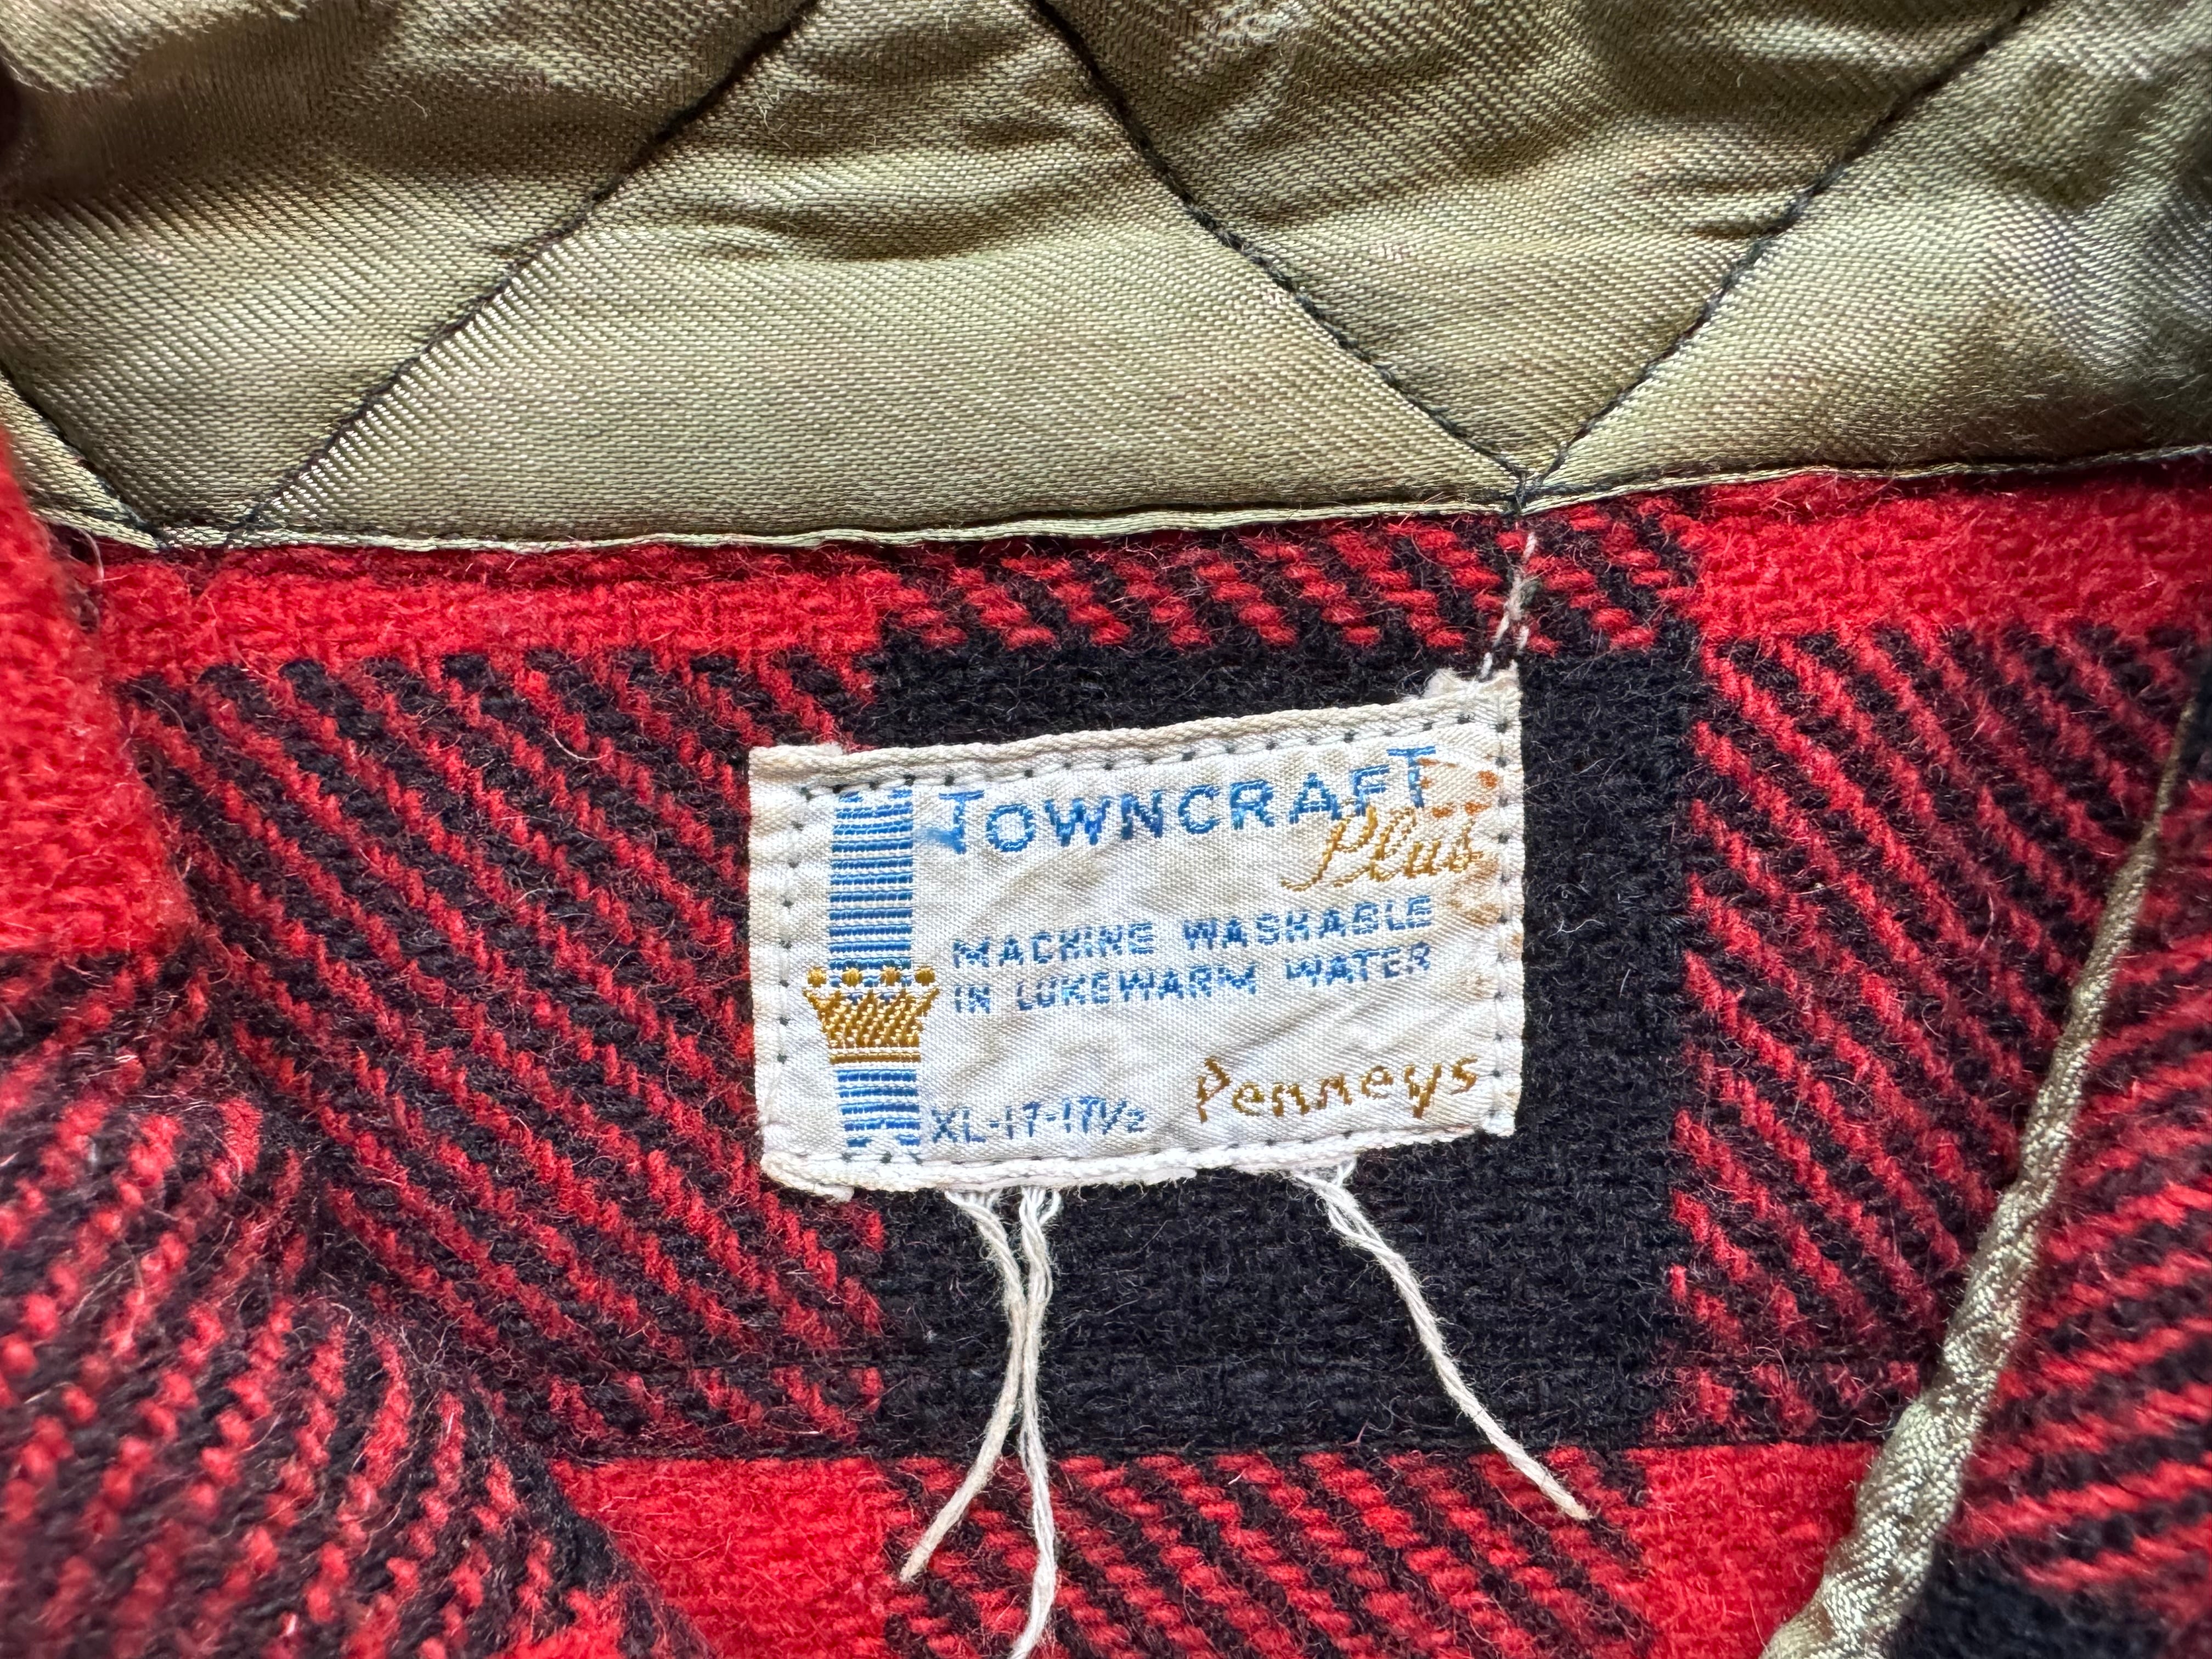 TOWNCRAFT
Plus
MACHINE WASHABLE
IN LUKEWARM WATER
Penneys
XL-17-17½